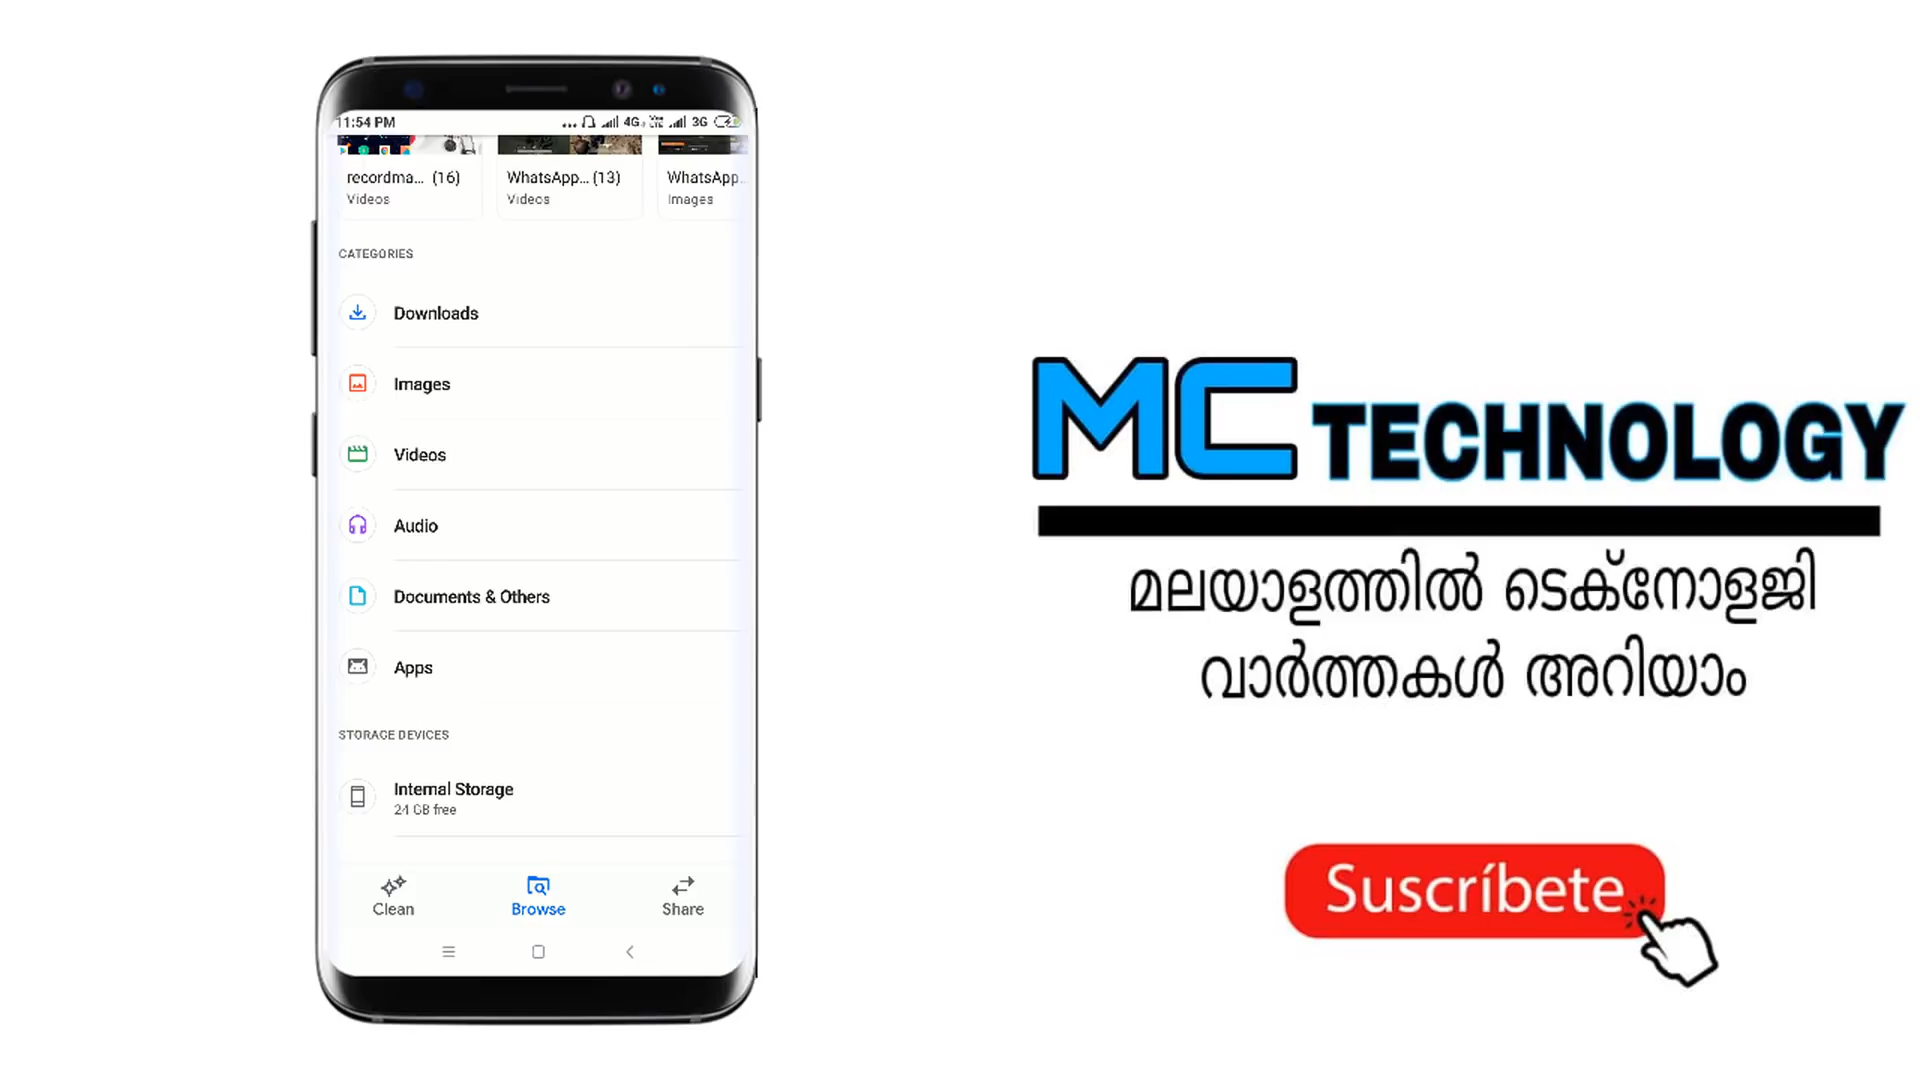 11:54 PM
4G
3G
recordma... (16)
Videos
WhatsApp... (13)
Videos
WhatsApp...
Images
CATEGORIES
Downloads
Images
Videos
Audio
Documents & Others
Apps
STORAGE DEVICES
Internal Storage
24 GB free
Clean
Browse
Share
MC TECHNOLOGY
മലയാളത്തിൽ ടെക്നോളജി
വാർത്തകൾ അറിയാം
Suscríbete